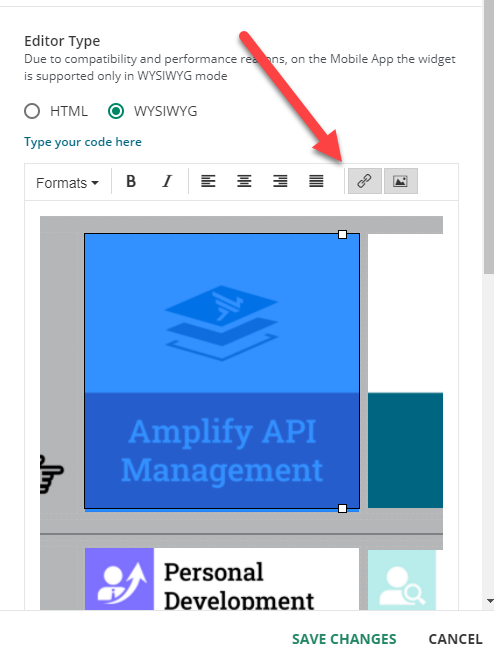 Editor Type
Due to compatibility and performance reasons, on the Mobile App the widget
is supported only in WYSIWYG mode
HTML WYSIWYG
Type your code here
Formats B I
Amplify API
Management
Personal
Development
SAVE CHANGES CANCEL